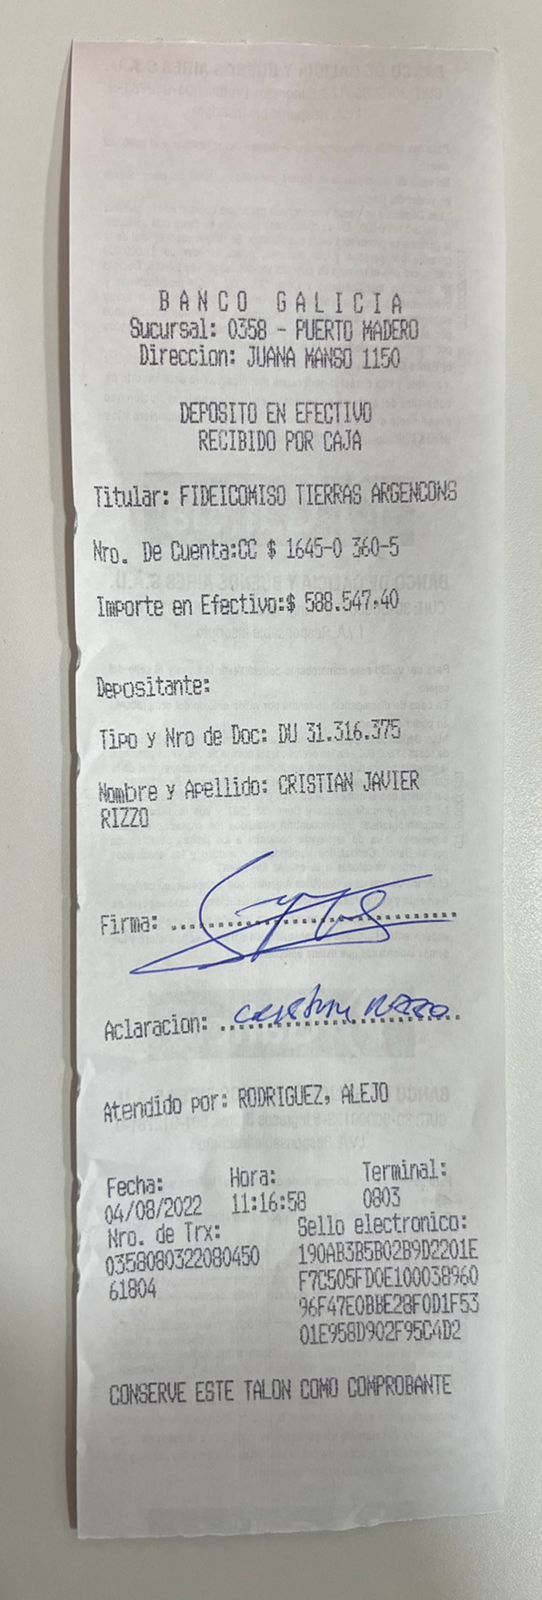 BANCO GALICIA
Sucursal: 0358 - PUERTO MADERO
Direccion: JUANA MANSO 1150
DEPOSITO EN EFECTIVO
RECIBIDO POR CAJA
Titular: FIDEICOMISO TIERRAS ARGENCONS
Nro. De Cuenta:CC $ 1645-0 360-5
Importe en Efectivo:$ 588.547,40
Depositante:
Tipo y Nro de Doc: DU 31.316.375
Nombre y Apellido: CRISTIAN JAVIER
RIZZO
Firma:
Aclaracion: Cristian Rizzo
Atendido por: RODRIGUEZ, ALEJO
Fecha: Hora: Terminal:
04/08/2022 11:16:58 0803
Nro. de Trx: Sello electronico:
0358080322080450 190AB3B5B02B9D2201E
61804 F7C505FD0E100038960
96F47E0BBE28F0D1F53
01E958D902F95C4D2
CONSERVE ESTE TALON COMO COMPROBANTE